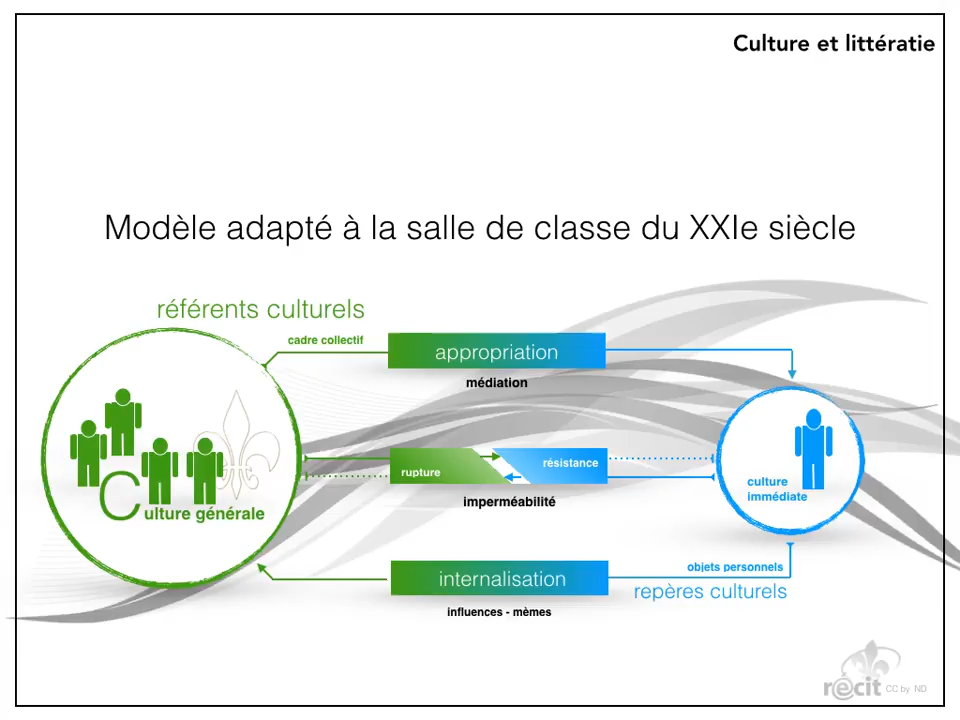 Culture et littératie
Modèle adapté à la salle de classe du XXIe siècle
référents culturels
cadre collectif
appropriation
médiation
rupture
résistance
imperméabilité
Culture générale
culture
immédiate
internalisation
influences - mèmes
objets personnels
repères culturels
récit CC by ND